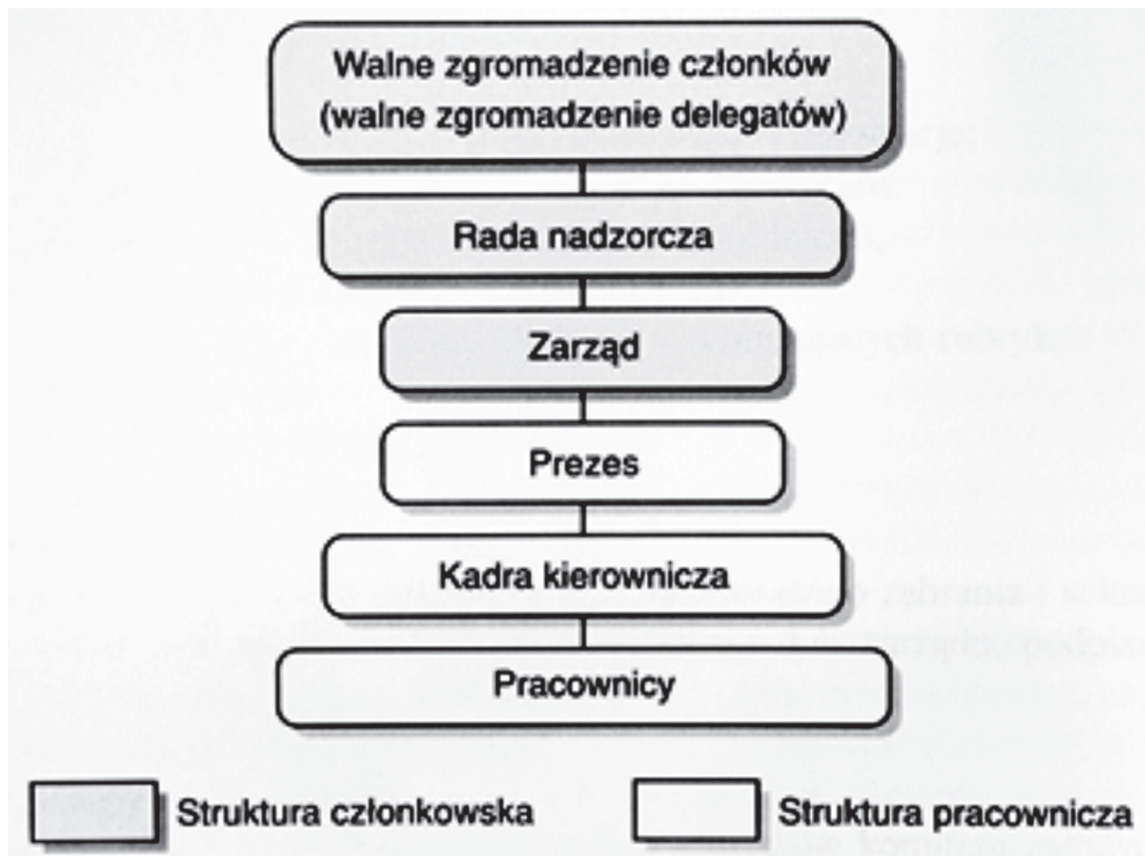 Walne zgromadzenie członków
(walne zgromadzenie delegatów)
Rada nadzorcza
Zarząd
Prezes
Kadra kierownicza
Pracownicy
Struktura członkowska
Struktura pracownicza